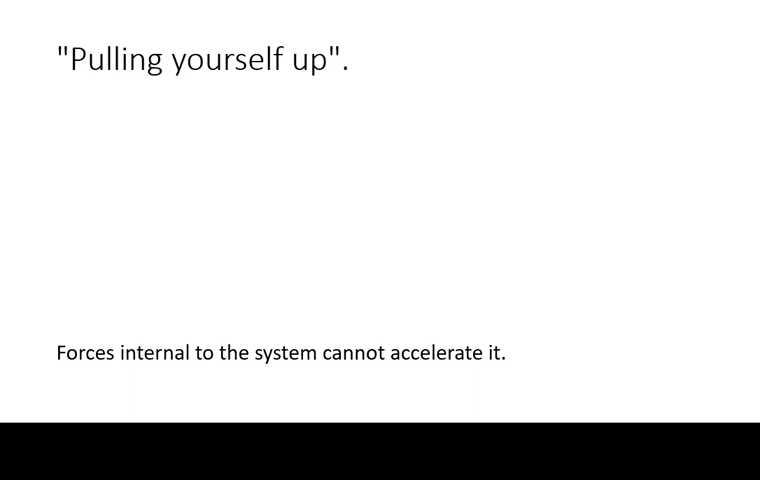 "Pulling yourself up".
Forces internal to the system cannot accelerate it.